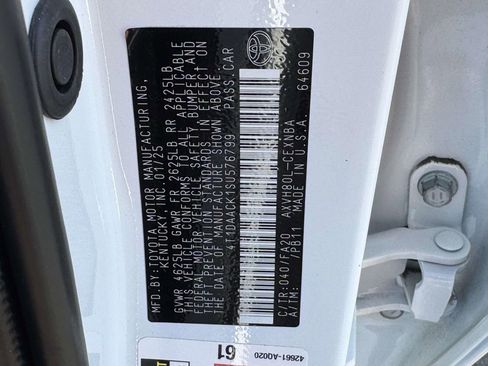 MFD. BY: TOYOTA MOTOR MANUFACTURING,
KENTUCKY, INC. 01/25
GVWR 4625LB GAWR FR 2625LB RR 2425LB
THIS VEHICLE CONFORMS TO ALL APPLICABLE
FEDERAL MOTOR VEHICLE SAFETY, BUMPER, AND
THEFT PREVENTION STANDARDS IN EFFECT
ON THE DATE OF MANUFACTURE SHOWN ABOVE.
4T1DAACK1SU576799 PASS.CAR
C/TR: 040/FA20 AXVH80L-CEXNBA
A/TM: /PB11 MADE IN U.S.A.
64609
42661-AQ020
61